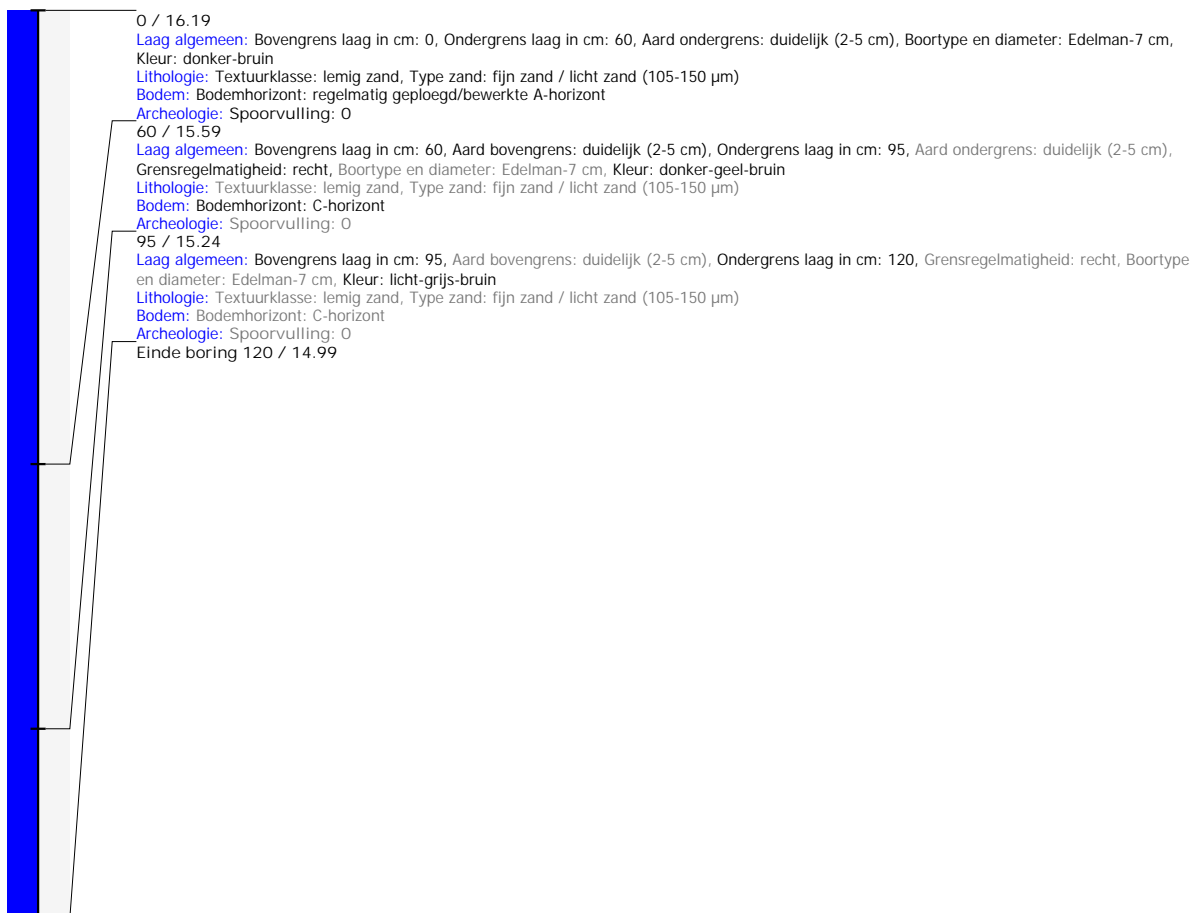 0 / 16.19
Laag algemeen: Bovengrens laag in cm: 0, Ondergrens laag in cm: 60, Aard ondergrens: duidelijk (2-5 cm), Boortype en diameter: Edelman-7 cm,
Kleur: donker-bruin
Lithologie: Textuurklasse: lemig zand, Type zand: fijn zand / licht zand (105-150 µm)
Bodem: Bodemhorizont: regelmatig geploegd/bewerkte A-horizont
Archeologie: Spoorvulling: 0
60 / 15.59
Laag algemeen: Bovengrens laag in cm: 60, Aard bovengrens: duidelijk (2-5 cm), Ondergrens laag in cm: 95, Aard ondergrens: duidelijk (2-5 cm),
Grensregelmatigheid: recht, Boortype en diameter: Edelman-7 cm, Kleur: donker-geel-bruin
Lithologie: Textuurklasse: lemig zand, Type zand: fijn zand / licht zand (105-150 µm)
Bodem: Bodemhorizont: C-horizont
Archeologie: Spoorvulling: 0
95 / 15.24
Laag algemeen: Bovengrens laag in cm: 95, Aard bovengrens: duidelijk (2-5 cm), Ondergrens laag in cm: 120, Grensregelmatigheid: recht, Boortype
en diameter: Edelman-7 cm, Kleur: licht-grijs-bruin
Lithologie: Textuurklasse: lemig zand, Type zand: fijn zand / licht zand (105-150 µm)
Bodem: Bodemhorizont: C-horizont
Archeologie: Spoorvulling: 0
Einde boring 120 / 14.99